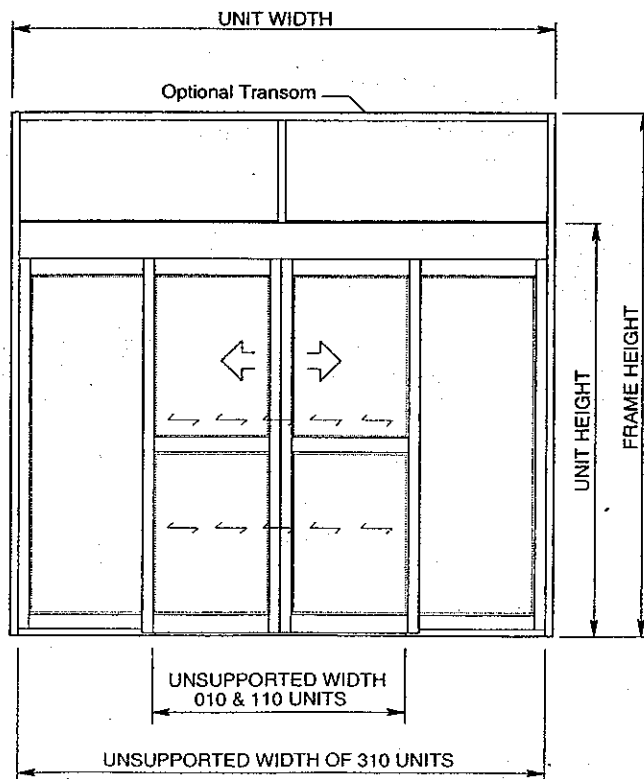 UNIT WIDTH
Optional Transom
UNIT HEIGHT
FRAME HEIGHT
UNSUPPORTED WIDTH
010 & 110 UNITS
UNSUPPORTED WIDTH OF 310 UNITS